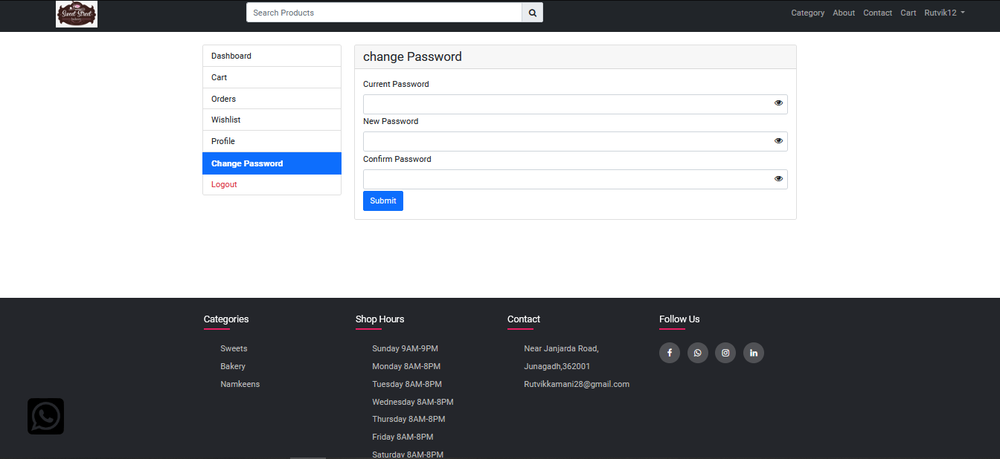 Sweet Street
Search Products
Category About Contact Cart Rutvik12
Dashboard
Cart
Orders
Wishlist
Profile
Change Password
Logout
change Password
Current Password
New Password
Confirm Password
Submit
Categories
Sweets
Bakery
Namkeens
Shop Hours
Sunday 9AM-9PM
Monday 8AM-8PM
Tuesday 8AM-8PM
Wednesday 8AM-8PM
Thursday 8AM-8PM
Friday 8AM-8PM
Saturday 8AM-8PM
Contact
Near Janjarda Road,
Junagadh,362001
Rutvikkamani28@gmail.com
Follow Us